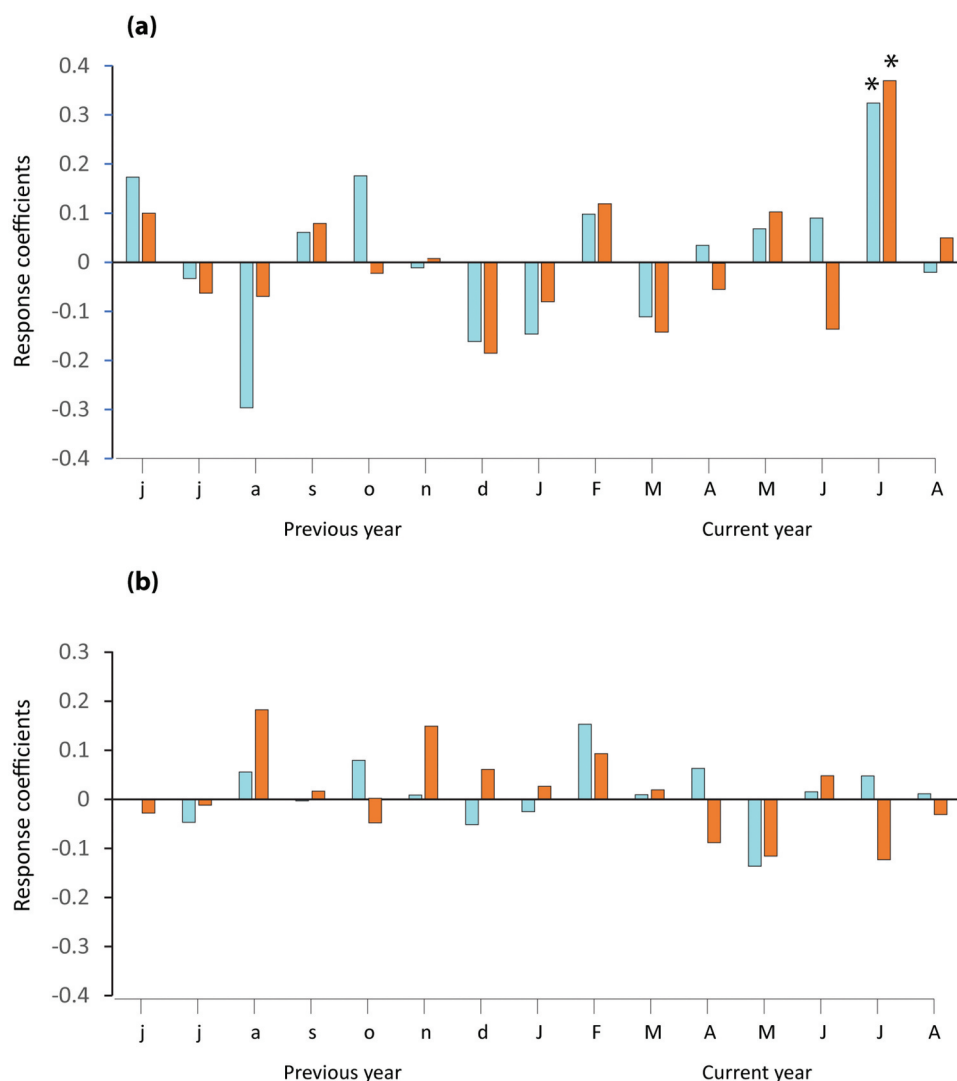 (a)
Response coefficients
0.4
0.3
0.2
0.1
0
-0.1
-0.2
-0.3
-0.4
* *
j j a s o n d J F M A M J J A
Previous year Current year
(b)
Response coefficients
0.3
0.2
0.1
0
-0.1
-0.2
-0.3
-0.4
j j a s o n d J F M A M J J A
Previous year Current year